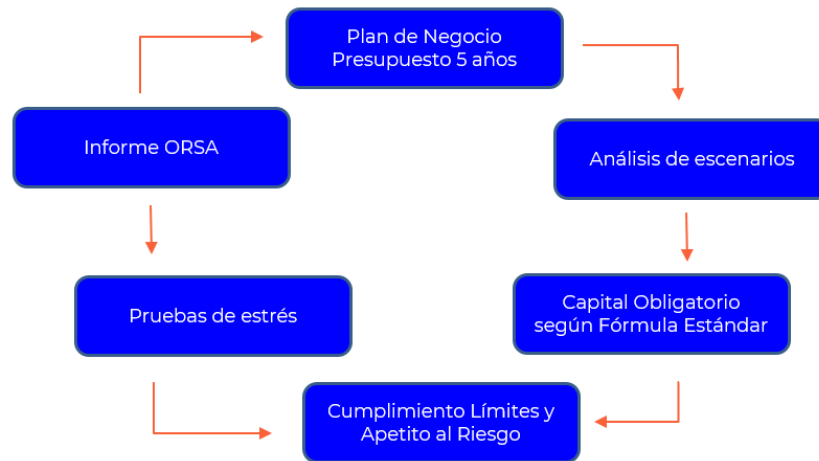 Plan de Negocio
Presupuesto 5 años
Informe ORSA
Análisis de escenarios
Pruebas de estrés
Capital Obligatorio
según Fórmula Estándar
Cumplimiento Límites y
Apetito al Riesgo